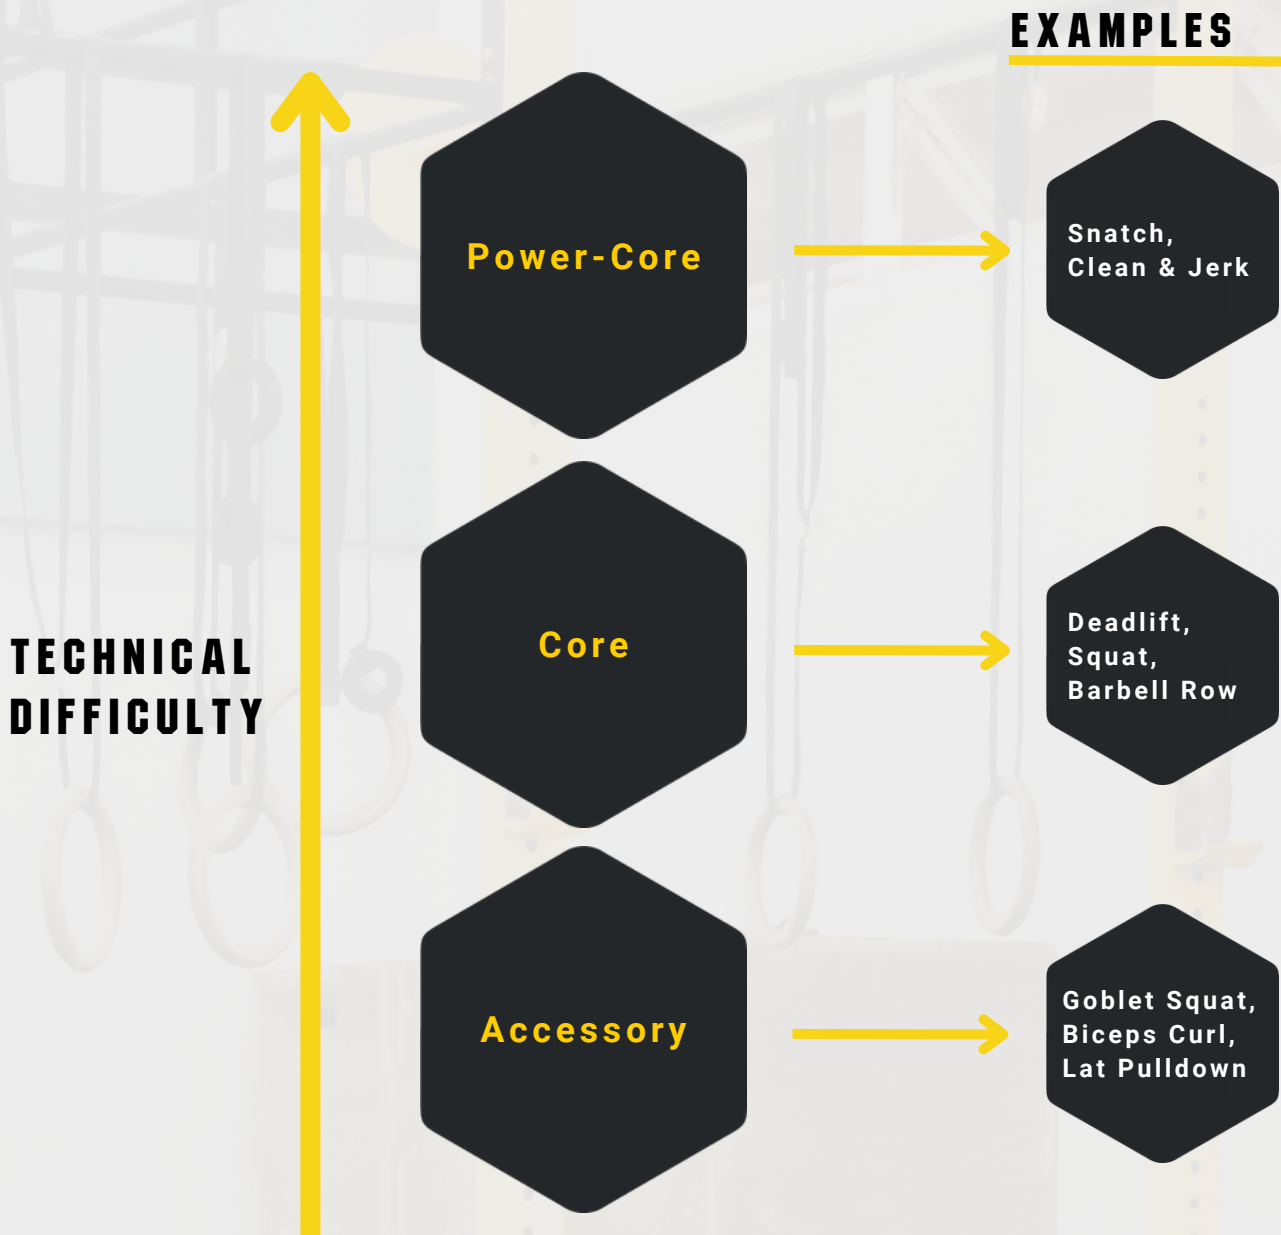 EXAMPLES
Power-Core
Snatch,
Clean & Jerk
TECHNICAL
DIFFICULTY
Core
Deadlift,
Squat,
Barbell Row
Accessory
Goblet Squat,
Biceps Curl,
Lat Pulldown